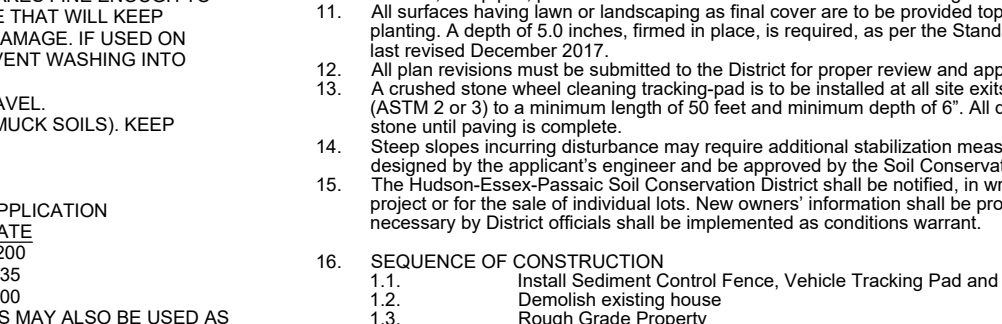 E THAT WILL KEEP
AMAGE. IF USED ON
VENT WASHING INTO
AVEL.
MUCK SOILS). KEEP
PPLICATION
ATE
200
35
00
S MAY ALSO BE USED AS
11. All surfaces having lawn or landscaping as final cover are to be provided top
planting. A depth of 5.0 inches, firmed in place, is required, as per the Stand
last revised December 2017.
12. All plan revisions must be submitted to the District for proper review and app
13. A crushed stone wheel cleaning tracking-pad is to be installed at all site exits
(ASTM 2 or 3) to a minimum length of 50 feet and minimum depth of 6”. All d
stone until paving is complete.
14. Steep slopes incurring disturbance may require additional stabilization meas
designed by the applicant’s engineer and be approved by the Soil Conservat
15. The Hudson-Essex-Passaic Soil Conservation District shall be notified, in wr
project or for the sale of individual lots. New owners’ information shall be pro
necessary by District officials shall be implemented as conditions warrant.
16. SEQUENCE OF CONSTRUCTION
1.1. Install Sediment Control Fence, Vehicle Tracking Pad and
1.2. Demolish existing house
1.3. Rough Grade Property